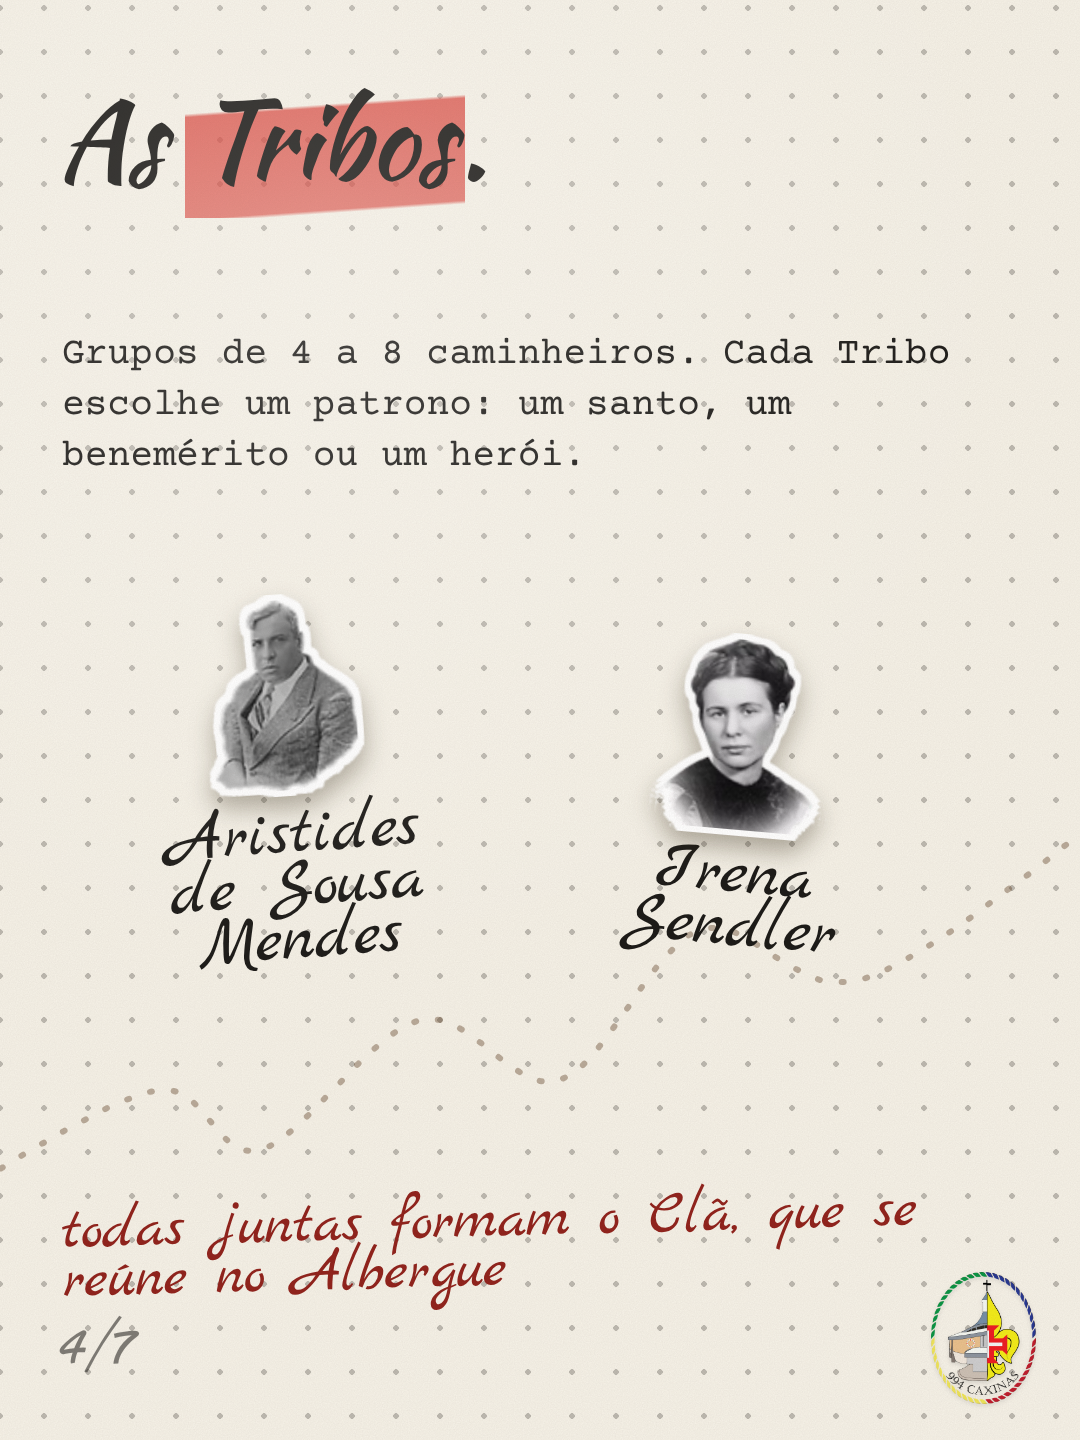 As Tribos.
Grupos de 4 a 8 caminheiros. Cada Tribo
escolhe um patrono: um santo, um
benemérito ou um herói.
Aristides
de Sousa
Mendes
Irena
Sendler
todas juntas formam o Clã, que se
reúne no Albergue
4/7
994 CAXINAS